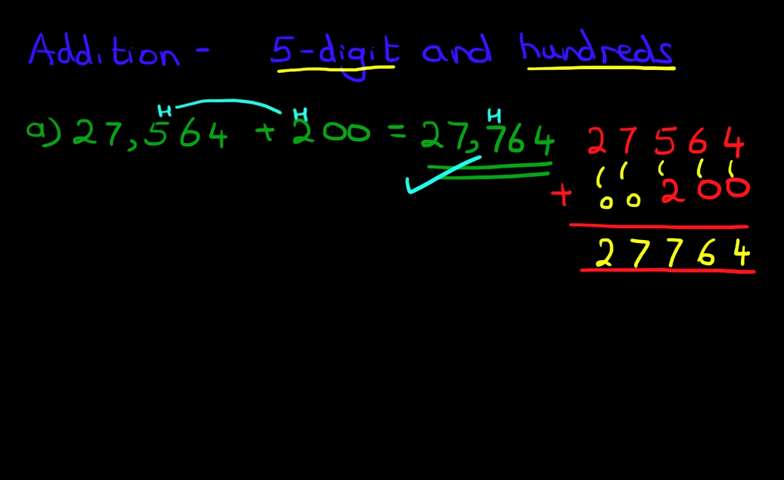 Addition - 5-digit and hundreds
H H H
a) 27,564 + 200 = 27,764
27564
+ 00200
27764